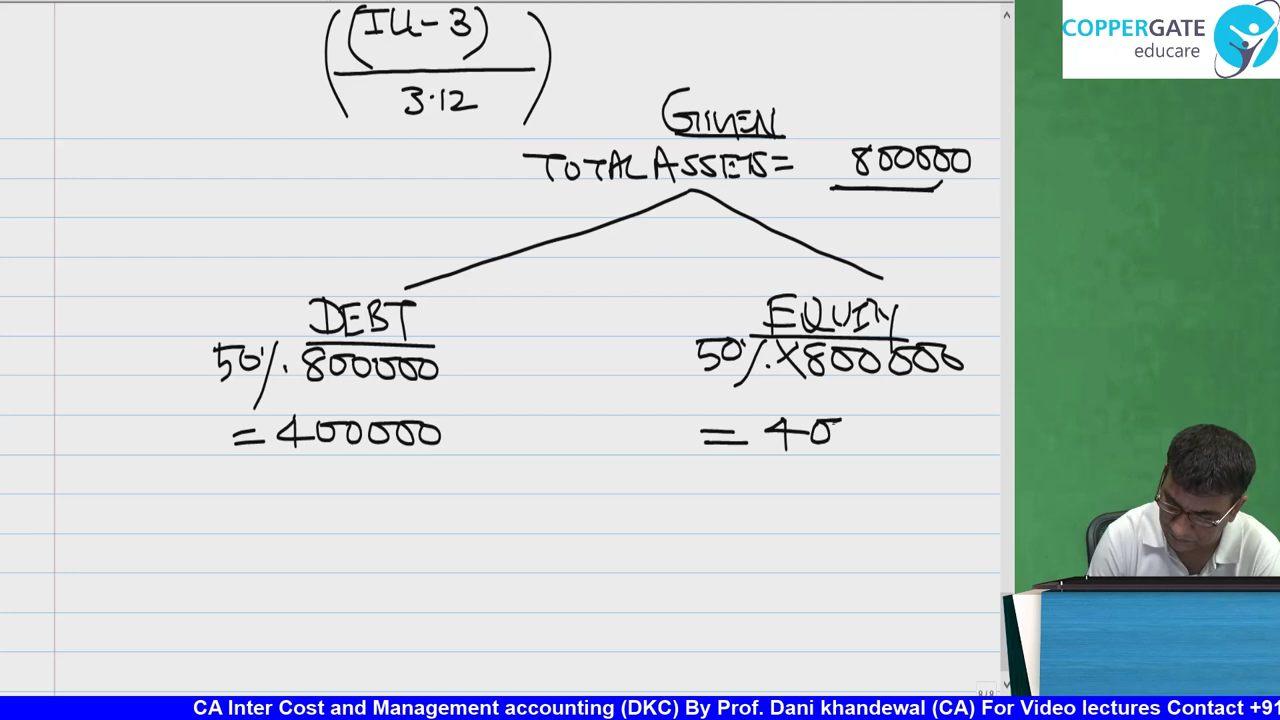 (IU-3)
3.12
COPPERGATE
educare
GIVEN
TOTAL ASSETS= 800000
DEBT EQUITY
50%. 800000 50%.X800000
=400000 =40
CA Inter Cost and Management accounting (DKC) By Prof. Dani khandewal (CA) For Video lectures Contact +91